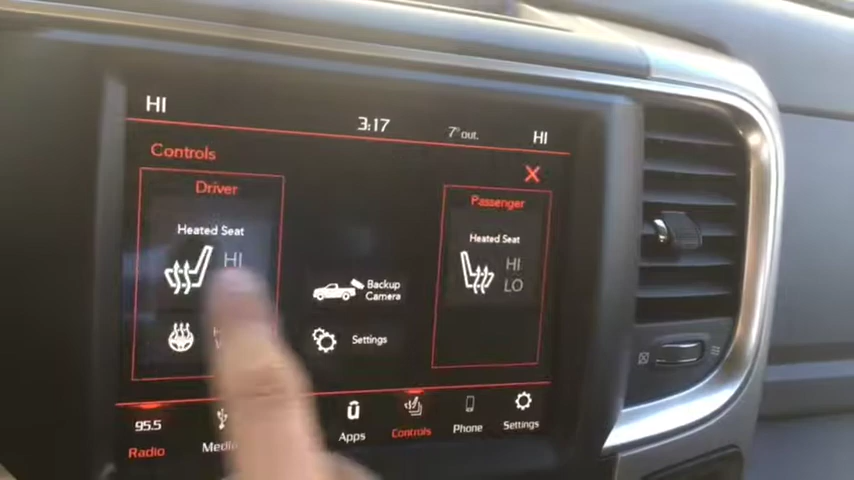 HI
3:17
7° out.
HI
Controls
X
Driver
Heated Seat
HI
Backup
Camera
Settings
Passenger
Heated Seat
HI
LO
95.5
Radio
Apps
Controls
Phone
Settings